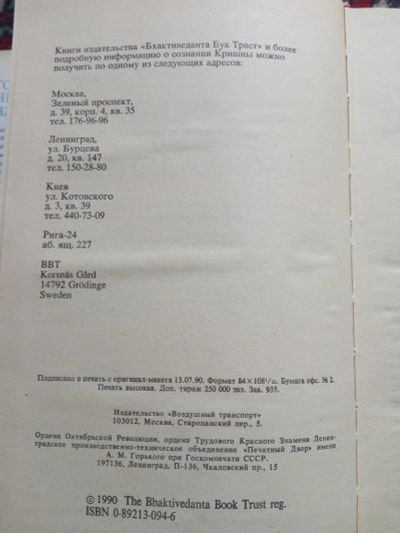 Книги издательства «Бхактиведанта Бук Траст» и более
подробную информацию о сознании Кришны можно
получить по одному из следующих адресов:
Москва,
Зеленый проспект,
д. 39, корп. 4, кв. 35
тел. 176-96-96
Ленинград,
ул. Бурцева
д. 20, кв. 147
тел. 150-28-80
Киев
ул. Котовского
д. 3, кв. 39
тел. 440-73-09
Рига-24
аб. ящ. 227
BBT
Korsnäs Gård
14792 Grödinge
Sweden
Подписано в печать с оригинал-макета 13.07.90. Формат 84×108¹/₃₂. Бумага офс. № 2.
Печать высокая. Доп. тираж 250 000 экз. Зак. 935.
Издательство «Воздушный транспорт»
103012, Москва, Старопанский пер., 5.
Ордена Октябрьской Революции, ордена Трудового Красного Знамени Ленин-
градское производственно-техническое объединение «Печатный Двор» имени
А. М. Горького при Госкомпечати СССР.
197136, Ленинград, П-136, Чкаловский пр., 15
© 1990 The Bhaktivedanta Book Trust reg.
ISBN 0-89213-094-6